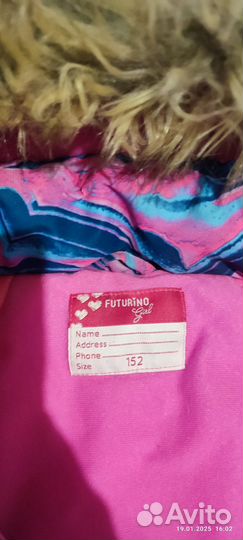 FUTURiNO
Girl
Name
Address
Phone
Size 152
19.01.2025 16:02
Avito